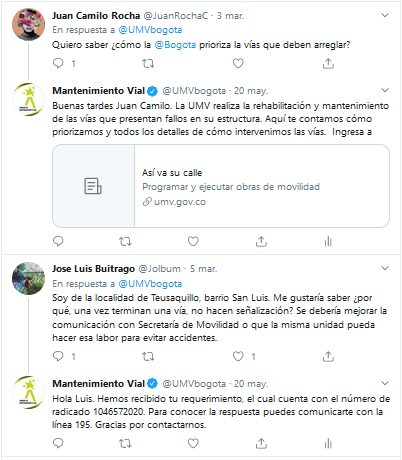 Juan Camilo Rocha @JuanRochaC · 3 mar.
En respuesta a @UMVbogota
Quiero saber ¿cómo la @Bogota prioriza la vías que deben arreglar?
1
Mantenimiento Vial @UMVbogota · 20 may.
Buenas tardes Juan Camilo. La UMV realiza la rehabilitación y mantenimiento
de las vías que presentan fallos en su estructura. Aquí te contamos cómo
priorizamos y todos los detalles de cómo intervenimos las vías. Ingresa a
Así va su calle
Programar y ejecutar obras de movilidad
umv.gov.co
Jose Luis Buitrago @Jolbum · 5 mar.
En respuesta a @UMVbogota
Soy de la localidad de Teusaquillo, barrio San Luis. Me gustaría saber ¿por
qué, una vez terminan una vía, no hacen señalización? Se debería mejorar la
comunicación con Secretaría de Movilidad o que la misma unidad pueda
hacer esa labor para evitar accidentes.
1 1
Mantenimiento Vial @UMVbogota · 20 may.
Hola Luis. Hemos recibido tu requerimiento, el cual cuenta con el número de
radicado 1046572020. Para conocer la respuesta puedes comunicarte con la
línea 195. Gracias por contactarnos.